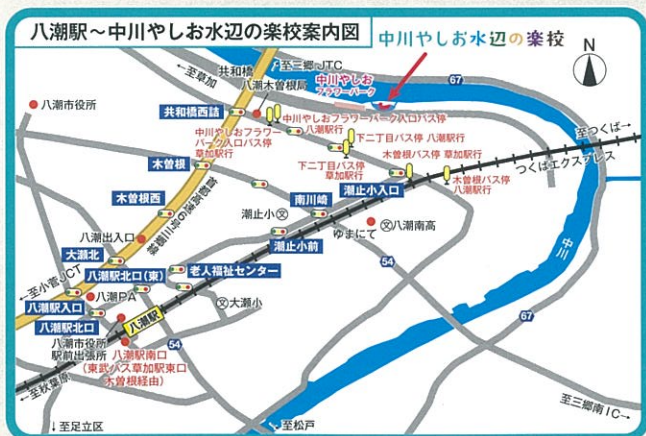 八潮駅～中川やしお水辺の楽校案内図
中川やしお水辺の楽校
N
←至草加
共和橋
↑至三郷JTC
八潮木曽根局
中川やしお
フラワーパーク
67
八潮市役所
共和橋西詰
中川やしおフラワーパーク入口バス停
八潮駅行
中川やしおフラワー
パーク入口バス停
草加駅行
下二丁目バス停 八潮駅行
下二丁目バス停
草加駅行
木曽根バス停 草加駅行
木曽根バス停
八潮駅行
至つくば→
つくばエクスプレス
木曽根
木曽根西
首都高速6号三郷線
南川崎
潮止小入口
潮止小
文
潮止小前
ゆまにて
文
八潮南高
八潮出入口
大瀬北
54
中川
←至小菅JCT
八潮駅北口(東)
老人福祉センター
八潮PA
八潮駅入口
文
大瀬小
八潮駅北口
八潮駅
67
八潮市役所
駅前出張所
八潮駅南口
(東武バス草加駅東口
木曽根経由)
54
←至秋葉原
至三郷南IC→
↓至足立区
←至松戸